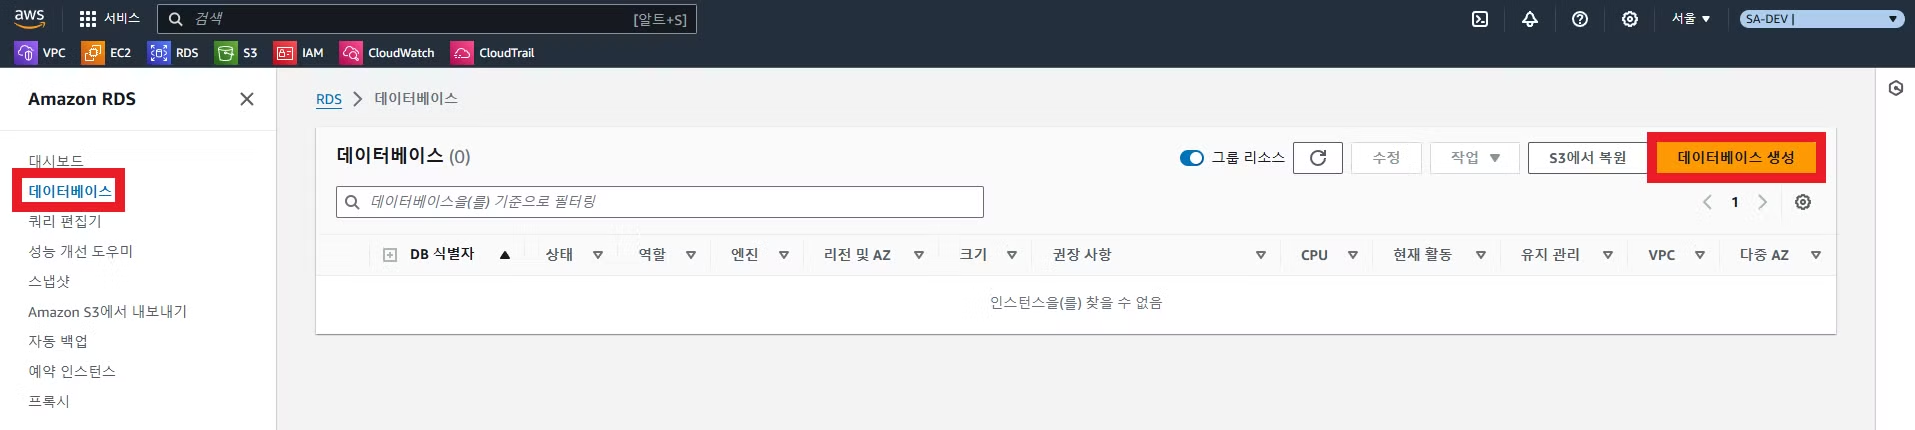 aws 서비스 검색 [알트+S] 서울 ▼ SA-DEV | ▼
VPC EC2 RDS S3 IAM CloudWatch CloudTrail
Amazon RDS
대시보드
데이터베이스
쿼리 편집기
성능 개선 도우미
스냅샷
Amazon S3에서 내보내기
자동 백업
예약 인스턴스
프록시
RDS > 데이터베이스
데이터베이스 (0) 그룹 리소스 수정 작업 ▼ S3에서 복원 데이터베이스 생성
데이터베이스을(를) 기준으로 필터링 < 1 >
DB 식별자 ▲ 상태 ▽ 역할 ▽ 엔진 ▽ 리전 및 AZ ▽ 크기 ▽ 권장 사항 ▽ CPU ▽ 현재 활동 ▽ 유지 관리 ▽ VPC ▽ 다중 AZ ▽
인스턴스을(를) 찾을 수 없음